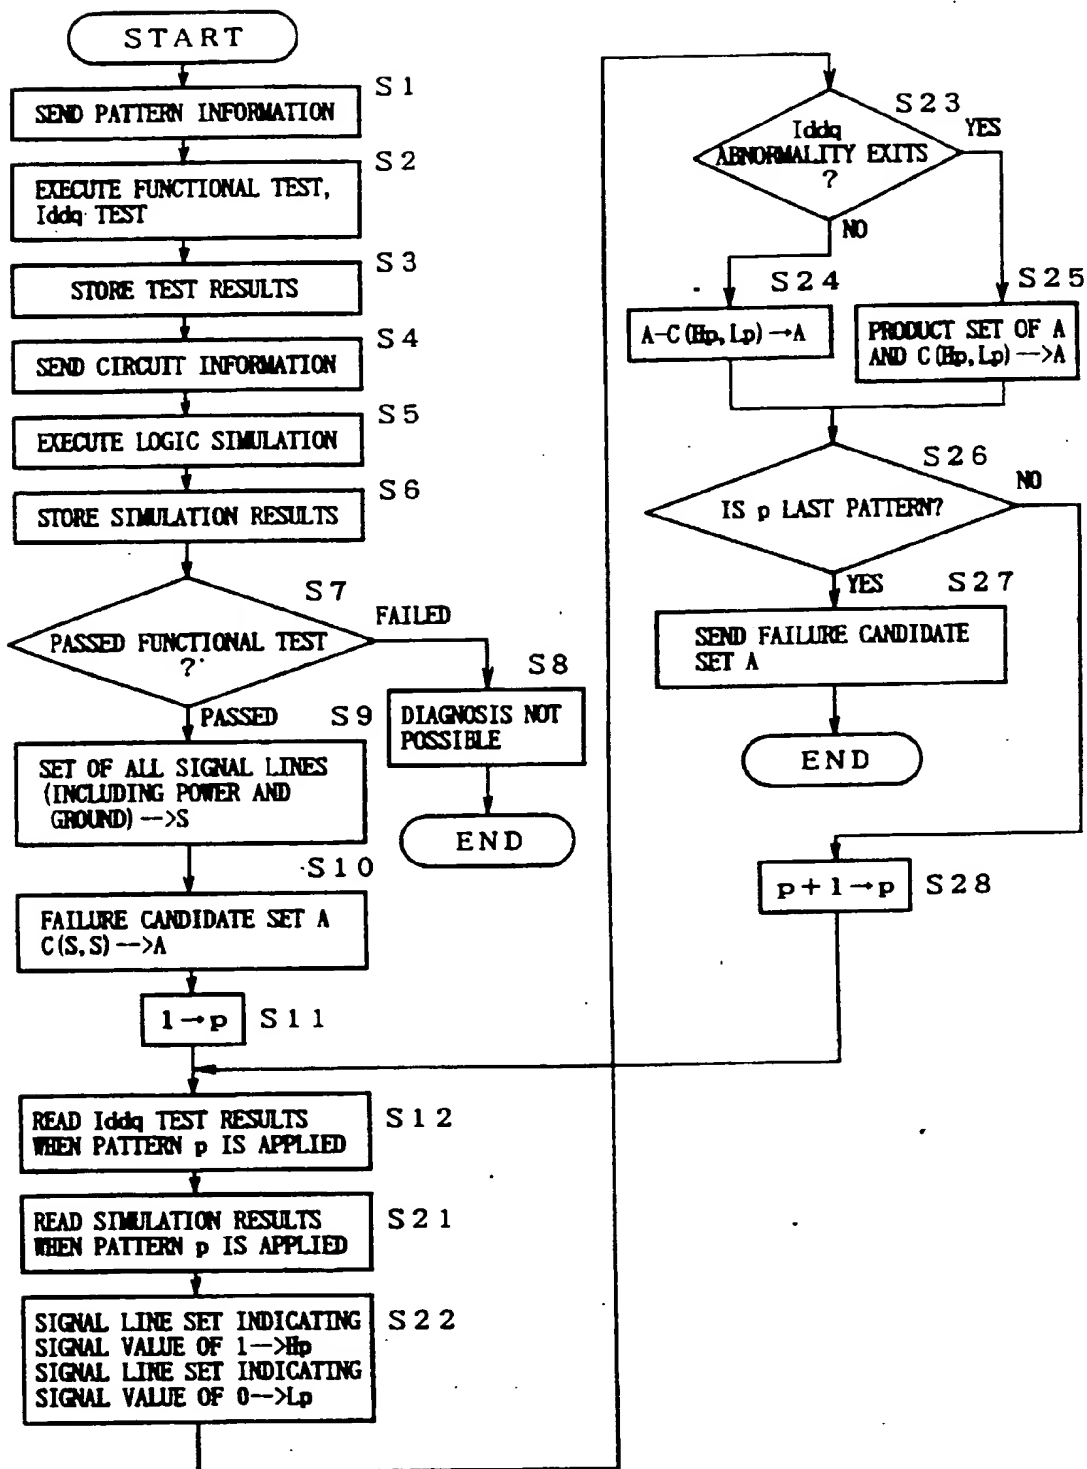 START
S1
SEND PATTERN INFORMATION
S2
EXECUTE FUNCTIONAL TEST,
Iddq TEST
S3
STORE TEST RESULTS
S4
SEND CIRCUIT INFORMATION
S5
EXECUTE LOGIC SIMULATION
S6
STORE SIMULATION RESULTS
S7
PASSED FUNCTIONAL TEST
?
FAILED
PASSED
S8
DIAGNOSIS NOT
POSSIBLE
END
S9
SET OF ALL SIGNAL LINES
(INCLUDING POWER AND
GROUND)-->S
S10
FAILURE CANDIDATE SET A
C(S,S)-->A
1→p
S11
READ Iddq TEST RESULTS
WHEN PATTERN p IS APPLIED
S12
READ SIMULATION RESULTS
WHEN PATTERN p IS APPLIED
S21
SIGNAL LINE SET INDICATING
SIGNAL VALUE OF 1-->Hp
SIGNAL LINE SET INDICATING
SIGNAL VALUE OF 0-->Lp
S22
S23
Iddq
ABNORMALITY EXITS
?
YES
NO
S24
A-C(Hp,Lp)→A
S25
PRODUCT SET OF A
AND C(Hp,Lp)-->A
S26
IS p LAST PATTERN?
NO
YES
S27
SEND FAILURE CANDIDATE
SET A
END
p+1→p
S28